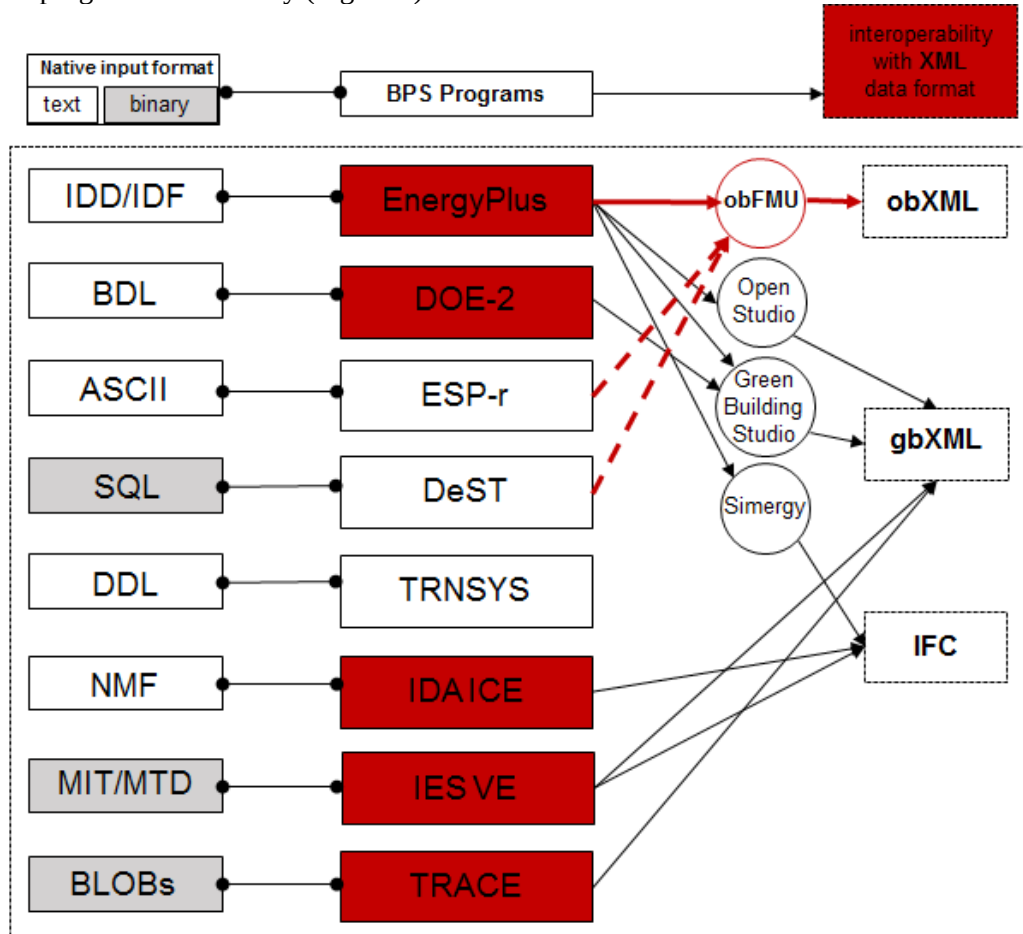 Native input format
text
binary
BPS Programs
interoperability
with XML
data format
IDD/IDF
EnergyPlus
obFMU
obXML
BDL
DOE-2
Open
Studio
ASCII
ESP-r
Green
Building
Studio
gbXML
SQL
DeST
Simergy
DDL
TRNSYS
IFC
NMF
IDA ICE
MIT/MTD
IES VE
BLOBs
TRACE